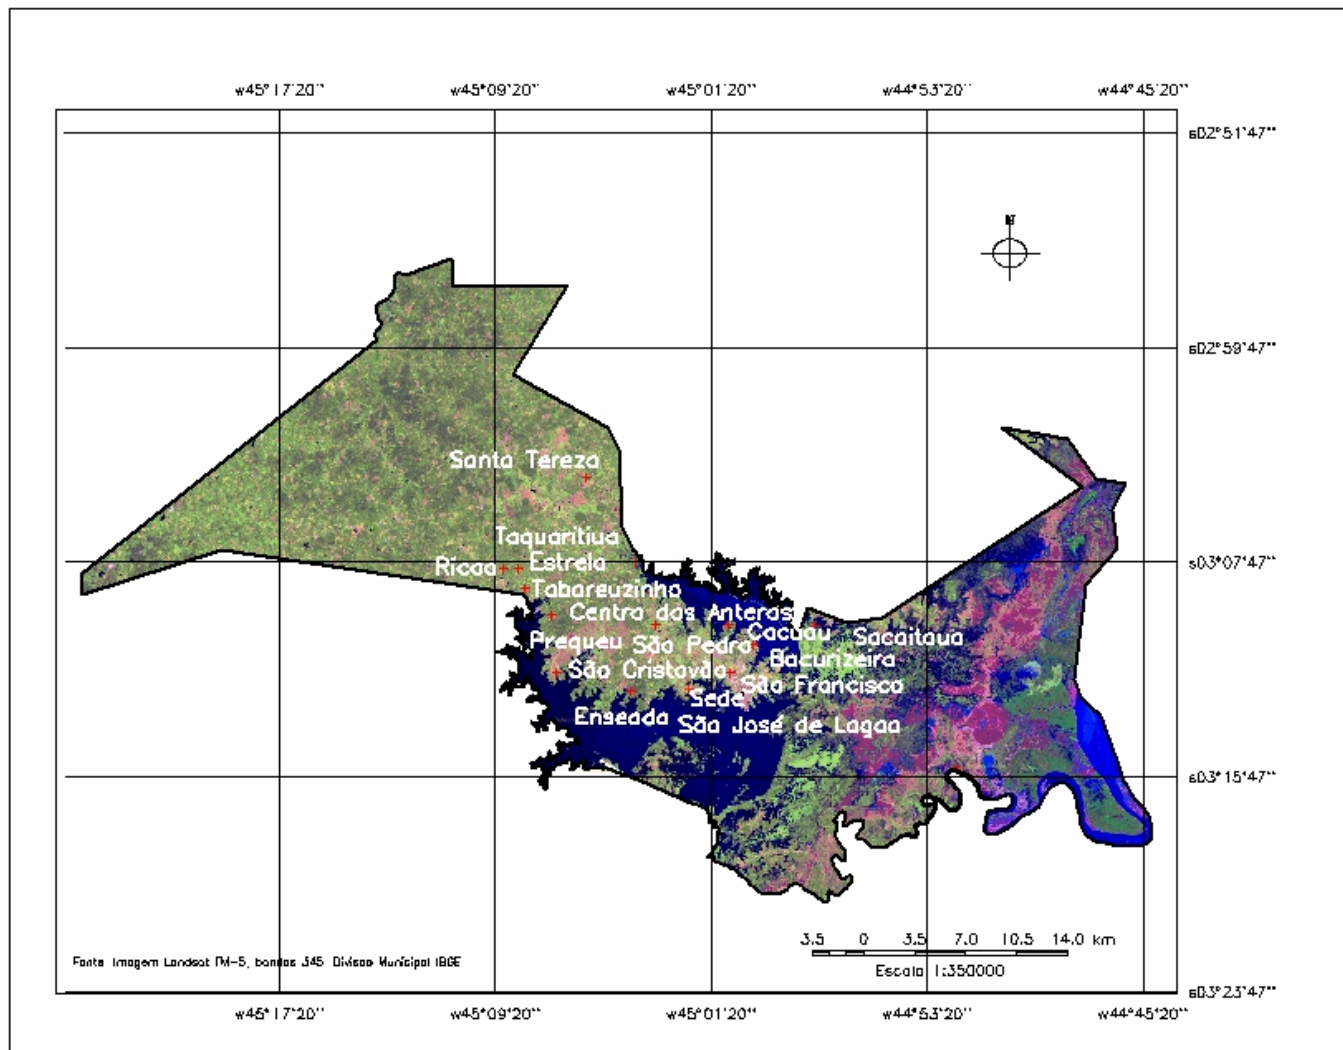 w45°17'20"
w45°09'20"
w45°01'20"
w44°53'20"
w44°45'20"
s02°51'47"
N
s02°59'47"
Santa Tereza
Taquaritiua
s03°07'47"
Ricoa
Estrela
Tabareuzinho
Centro dos Anteros
Prequeu
São Pedro
Cacuau
Sacaitaua
Bacurizeira
São Cristovão
São Francisco
Sede
Enseada
São José de Lagoa
s03°15'47"
3.5 0 3.5 7.0 10.5 14.0 km
Fonte Imagem Landsat TM-5, bandas 345 Divisao Municipal IBGE
Escala 1:350000
s03°23'47"
w45°17'20"
w45°09'20"
w45°01'20"
w44°53'20"
w44°45'20"